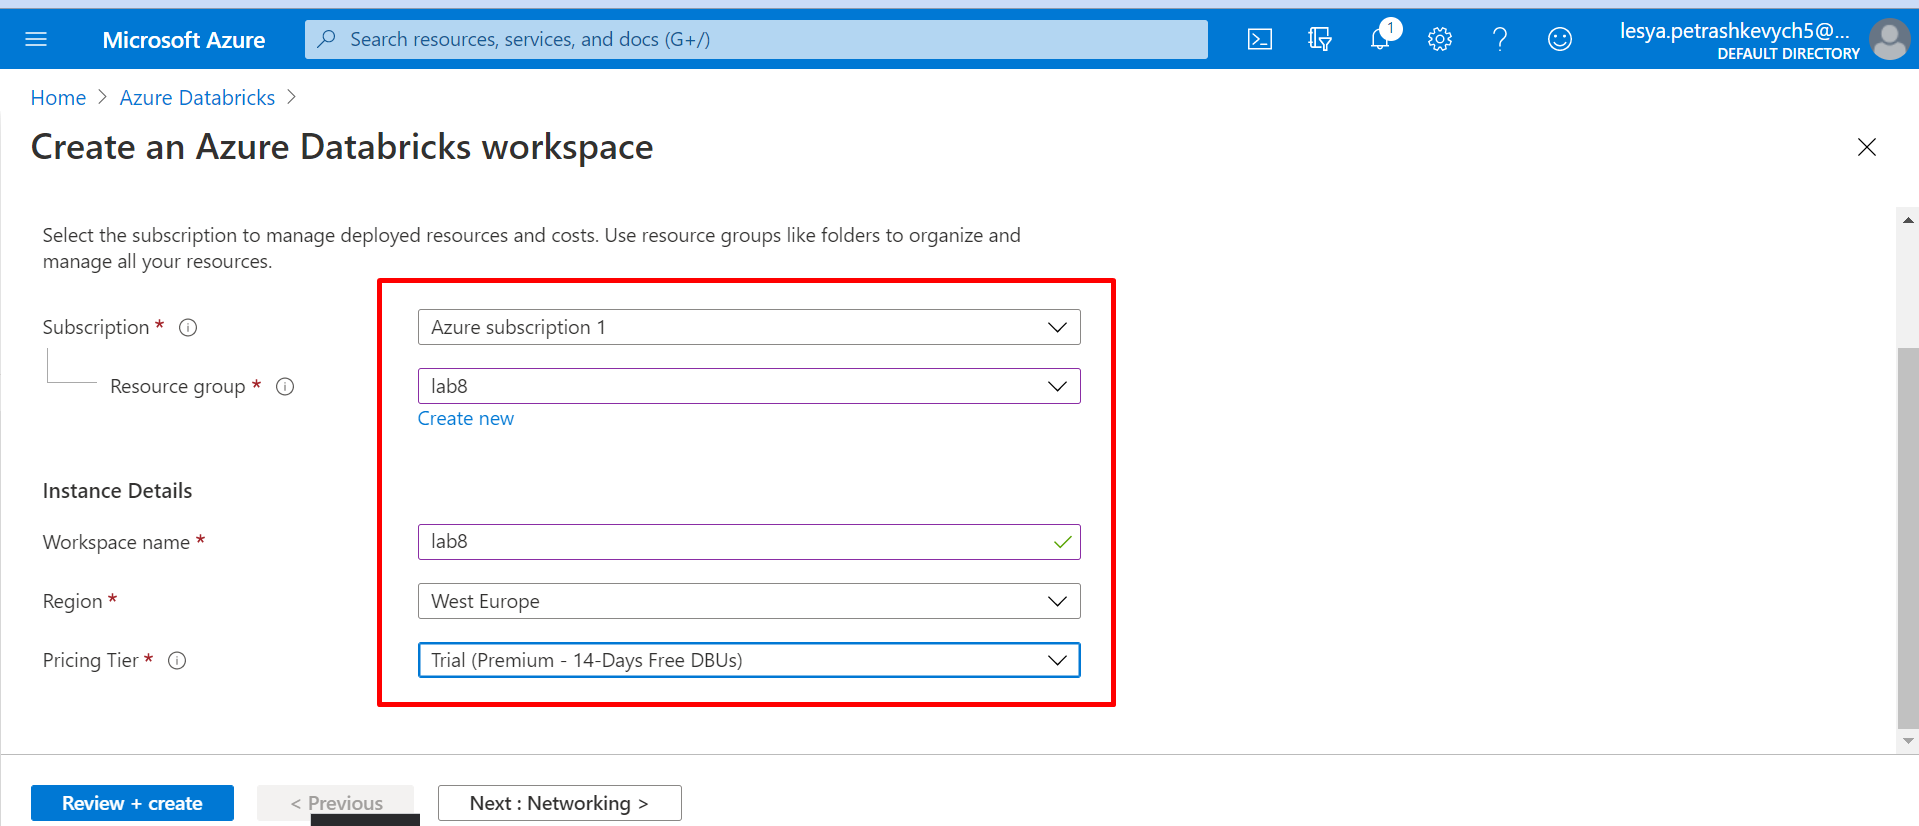 Microsoft Azure
Search resources, services, and docs (G+/)
1
lesya.petrashkevych5@...
DEFAULT DIRECTORY
Home > Azure Databricks >
Create an Azure Databricks workspace
Select the subscription to manage deployed resources and costs. Use resource groups like folders to organize and
manage all your resources.
Subscription * Azure subscription 1
Resource group * lab8
Create new
Instance Details
Workspace name * lab8
Region * West Europe
Pricing Tier * Trial (Premium - 14-Days Free DBUs)
Review + create < Previous Next : Networking >